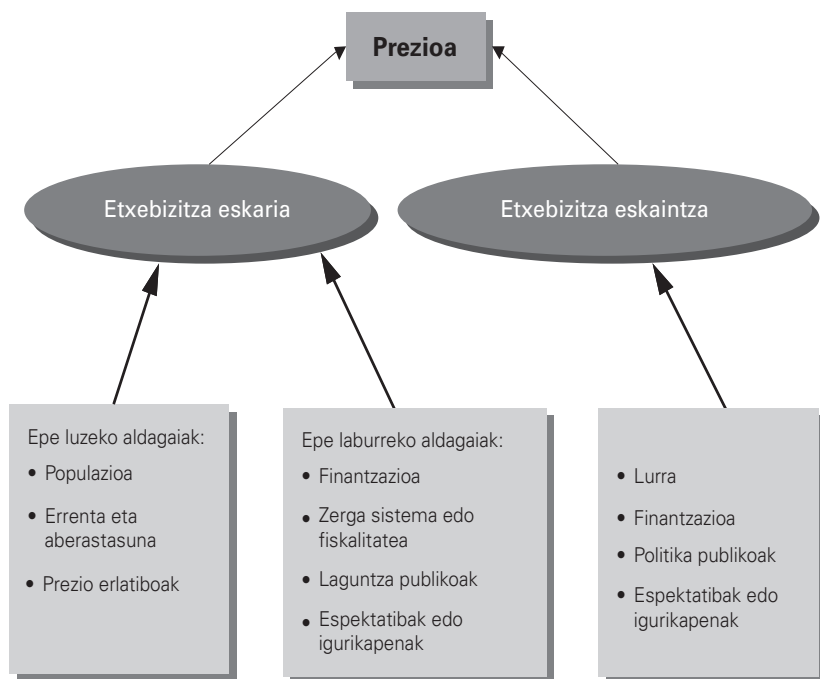 Prezioa
Etxebizitza eskaria
Etxebizitza eskaintza
Epe luzeko aldagaiak:
• Populazioa
• Errenta eta
aberastasuna
• Prezio erlatiboak
Epe laburreko aldagaiak:
• Finantzazioa
• Zerga sistema edo
fiskalitatea
• Laguntza publikoak
• Espektatibak edo
igurikapenak
• Lurra
• Finantzazioa
• Politika publikoak
• Espektatibak edo
igurikapenak